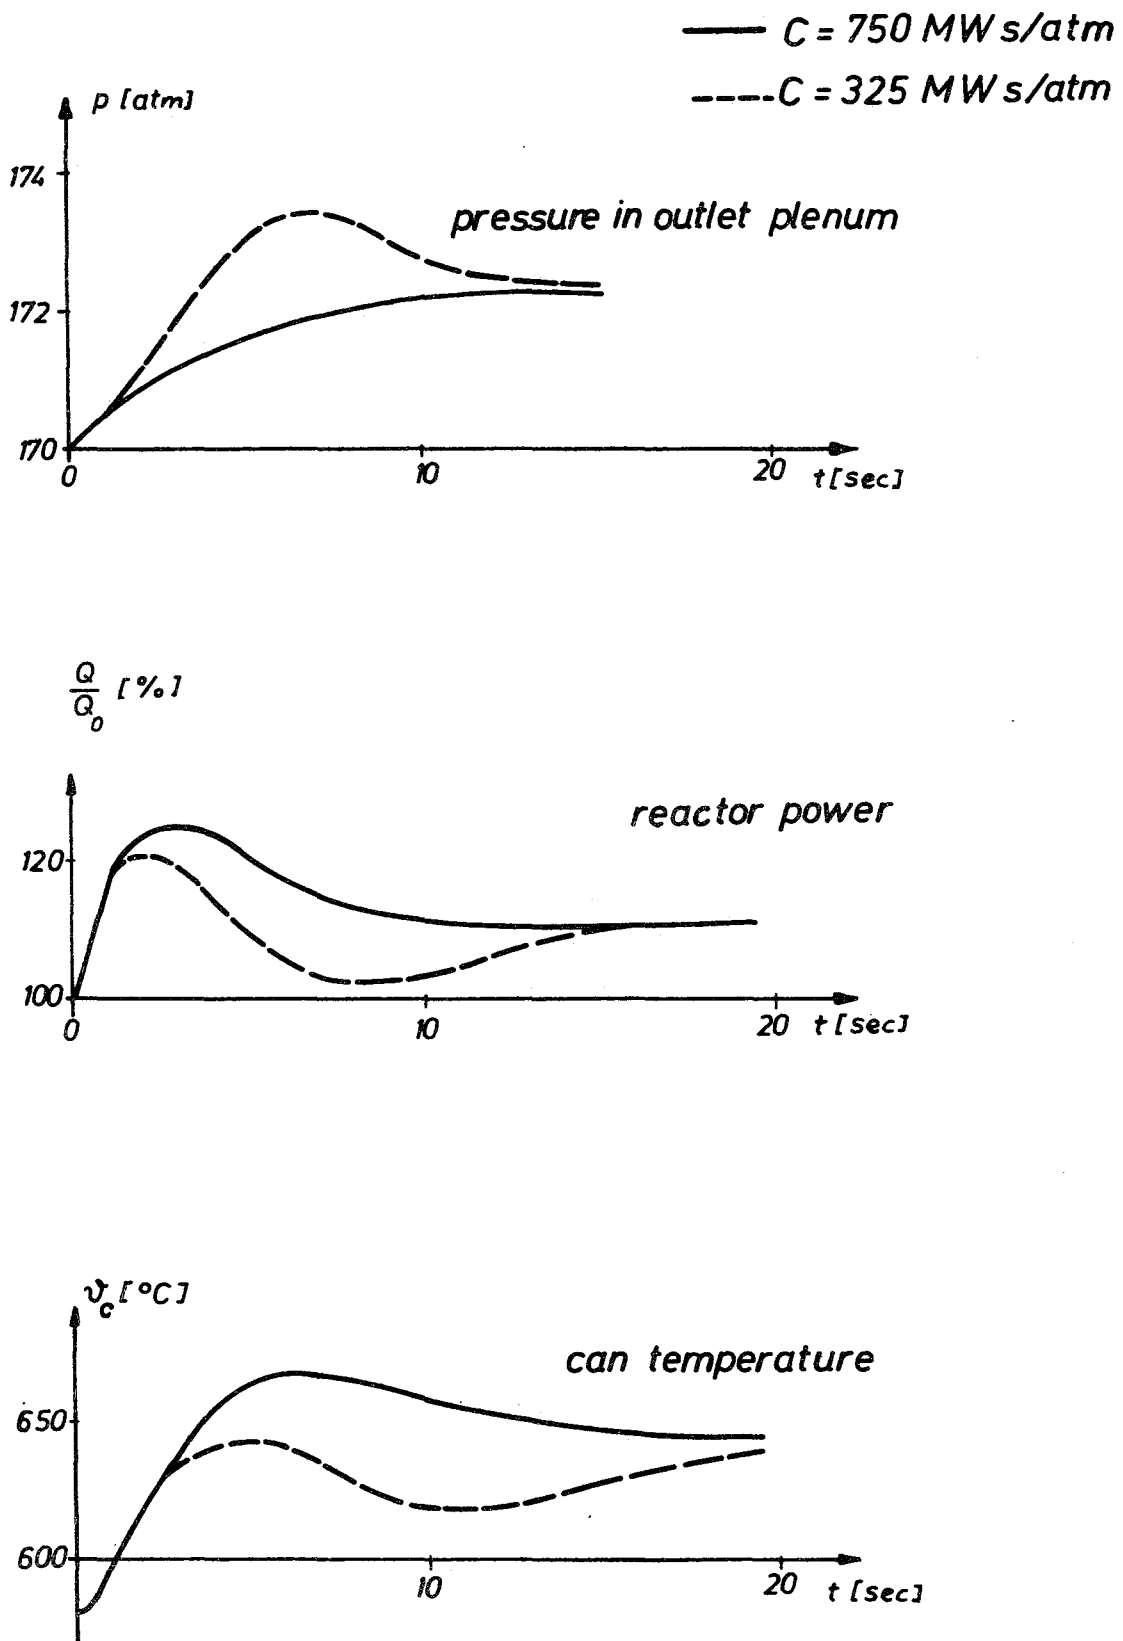 C = 750 MW s/atm
C = 325 MW s/atm
p [atm]
174
pressure in outlet plenum
172
170
0
10
20
t [sec]
Q/Q₀ [%]
reactor power
120
100
0
10
20
t [sec]
ϑc [°C]
can temperature
650
600
10
20
t [sec]